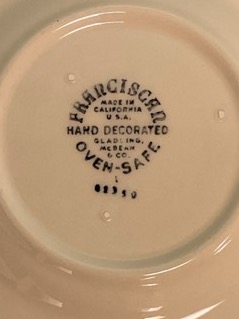 FRANCISCAN
MADE IN
CALIFORNIA
U.S.A.
HAND DECORATED
GLADDING,
McBEAN
& CO.
OVEN-SAFE